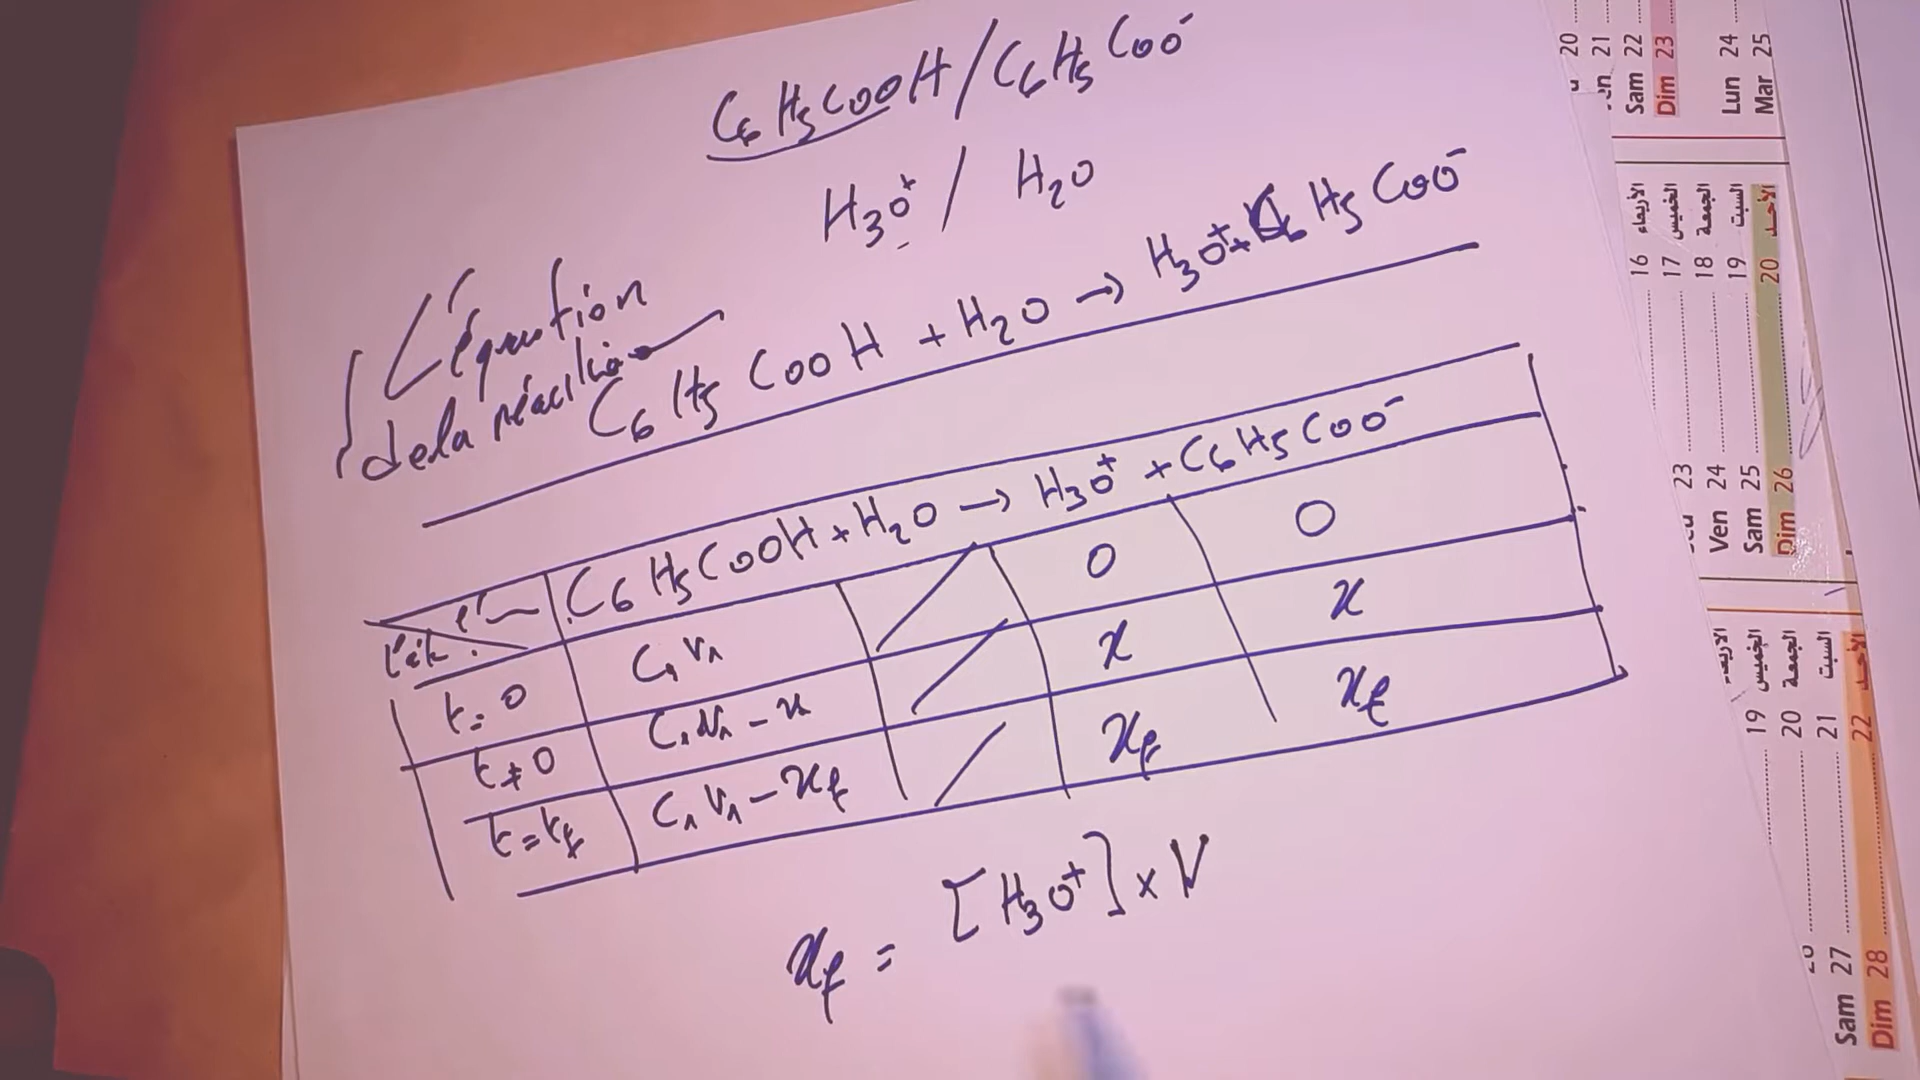 C6H5COOH/C6H5COO-
H3O+ / H2O
L'équation
de la réaction
C6H5COOH + H2O → H3O+ + C6H5COO-
C6H5COOH + H2O → H3O+ + C6H5COO-
t=0 C1V1 0 0
t≠0 C1V1 - x x x
t=tf C1V1 - xf xf xf
xf = [H3O+] x V
20
21
Sam 22
Dim 23
Lun 24
Mar 25
16 الأربعاء
17 الخميس
18 الجمعة
19 السبت
20 الأحد
23
Ven 24
Sam 25
Dim 26
19 الخميس
20 الجمعة
21 السبت
22 الأحد
Sam 27
Dim 28